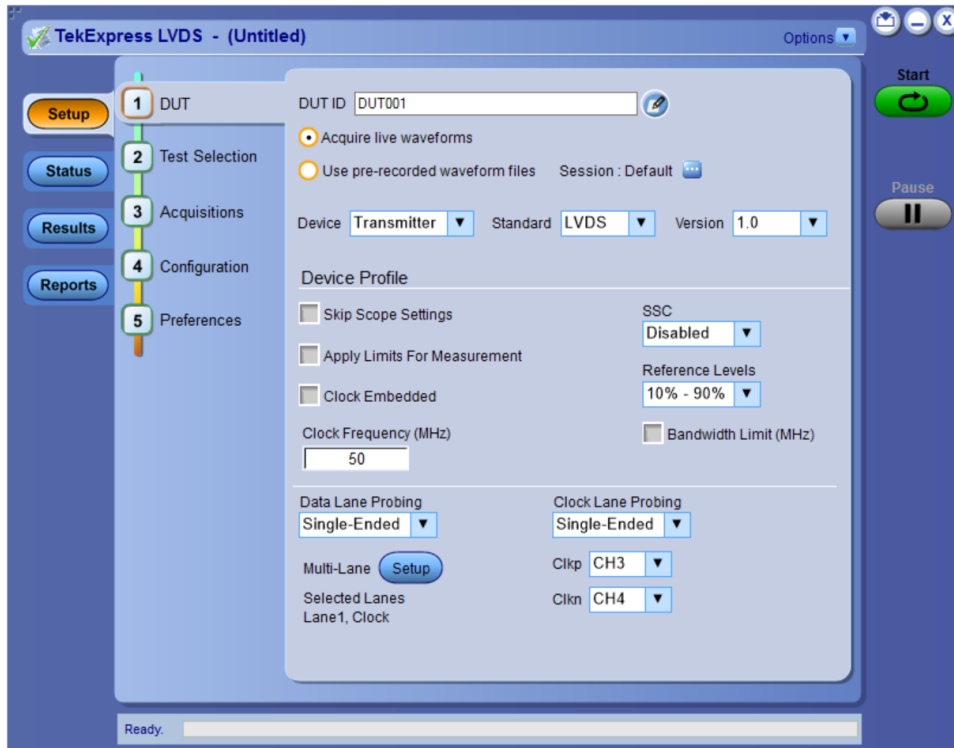 TekExpress LVDS - (Untitled)
Options
X
Start
Pause
Setup
Status
Results
Reports
1 DUT
2 Test Selection
3 Acquisitions
4 Configuration
5 Preferences
DUT ID DUT001
Acquire live waveforms
Use pre-recorded waveform files Session : Default
Device Transmitter Standard LVDS Version 1.0
Device Profile
Skip Scope Settings
Apply Limits For Measurement
Clock Embedded
Clock Frequency (MHz)
50
SSC
Disabled
Reference Levels
10% - 90%
Bandwidth Limit (MHz)
Data Lane Probing
Single-Ended
Multi-Lane Setup
Selected Lanes
Lane1, Clock
Clock Lane Probing
Single-Ended
Clkp CH3
Clkn CH4
Ready.